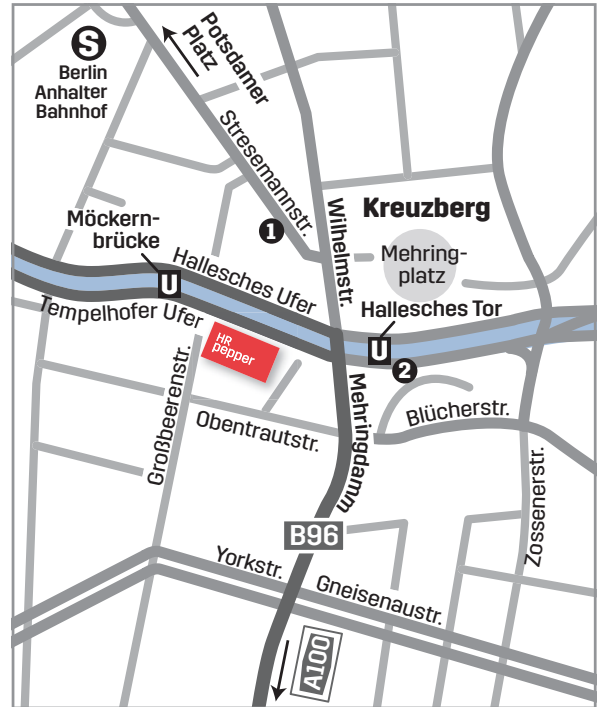 S
Berlin
Anhalter
Bahnhof
Potsdamer
Platz
Stresemannstr.
1
Wilhelmstr.
Kreuzberg
Mehring-
platz
Möckern-
brücke
U
Hallesches Ufer
Tempelhofer Ufer
Hallesches Tor
U
2
HR
pepper
Großbeerenstr.
Obentrautstr.
Mehringdamm
Blücherstr.
Zossenerstr.
B96
Yorkstr.
Gneisenaustr.
A100